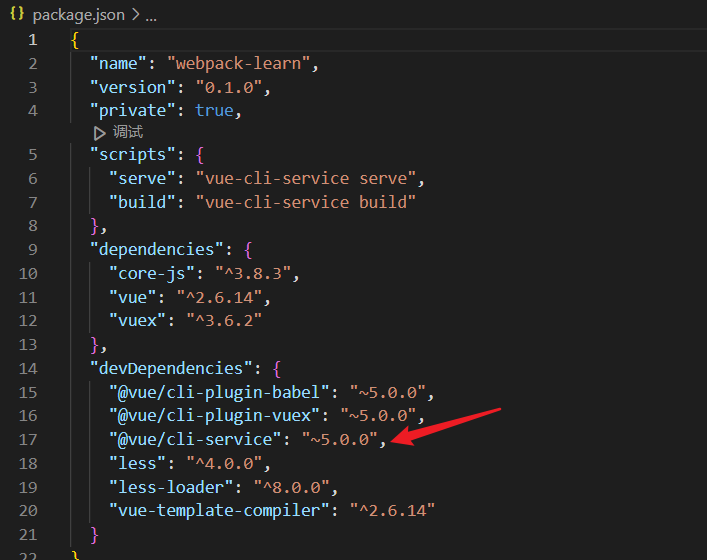 {} package.json > ...
1 {
2 "name": "webpack-learn",
3 "version": "0.1.0",
4 "private": true,
调试
5 "scripts": {
6 "serve": "vue-cli-service serve",
7 "build": "vue-cli-service build"
8 },
9 "dependencies": {
10 "core-js": "^3.8.3",
11 "vue": "^2.6.14",
12 "vuex": "^3.6.2"
13 },
14 "devDependencies": {
15 "@vue/cli-plugin-babel": "~5.0.0",
16 "@vue/cli-plugin-vuex": "~5.0.0",
17 "@vue/cli-service": "~5.0.0",
18 "less": "^4.0.0",
19 "less-loader": "^8.0.0",
20 "vue-template-compiler": "^2.6.14"
21 }
22 }